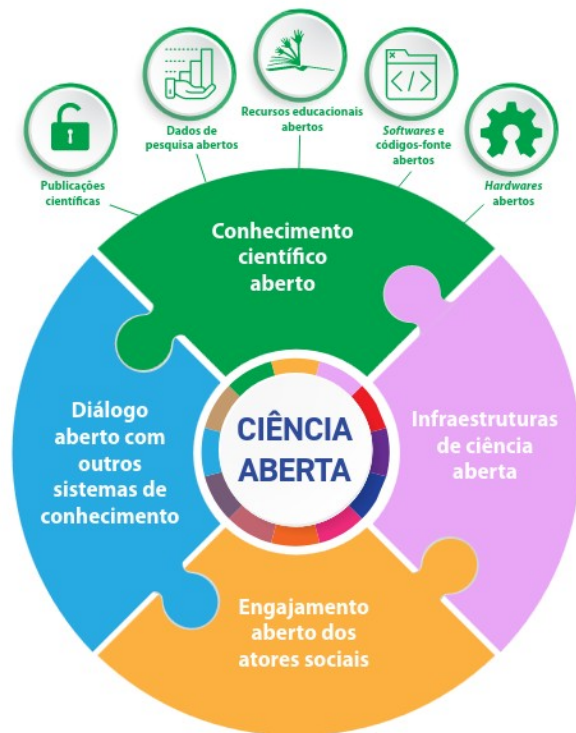 Recursos educacionais
abertos
Dados de
pesquisa abertos
Softwares e
códigos-fonte
abertos
</>
Publicações
científicas
Hardwares
abertos
Conhecimento
científico
aberto
Diálogo
aberto com
outros
sistemas de
conhecimento
CIÊNCIA
ABERTA
Infraestruturas
de ciência
aberta
Engajamento
aberto dos
atores sociais